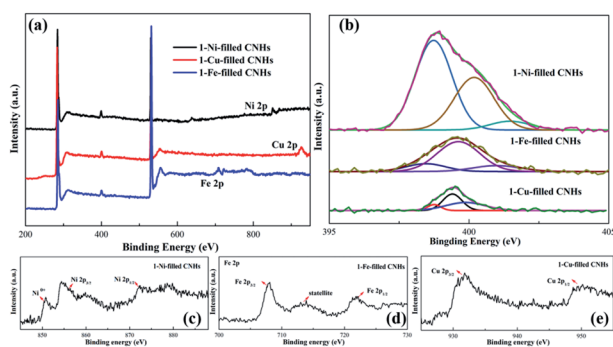 (a)
1-Ni-filled CNHs
1-Cu-filled CNHs
1-Fe-filled CNHs
Ni 2p
Cu 2p
Fe 2p
Intensity (a.u.)
200 400 600 800
Binding Energy (eV)
(b)
1-Ni-filled CNHs
1-Fe-filled CNHs
1-Cu-filled CNHs
Intensity (a.u.)
395 400 405
Bingding Energy (eV)
1-Ni-filled CNHs
Ni 0+
Ni 2p3/2
Ni 2p1/2
(c)
Intensity (a.u.)
850 860 870 880
Binding Energy (eV)
Fe 2p
1-Fe-filled CNHs
Fe 2p3/2
statellite
Fe 2p1/2
(d)
Intensity (a.u.)
700 710 720 730
Binding Energy (eV)
1-Cu-filled CNHs
Cu 2p3/2
Cu 2p1/2
(e)
Intensity (a.u.)
930 940 950
Binding Energy (eV)